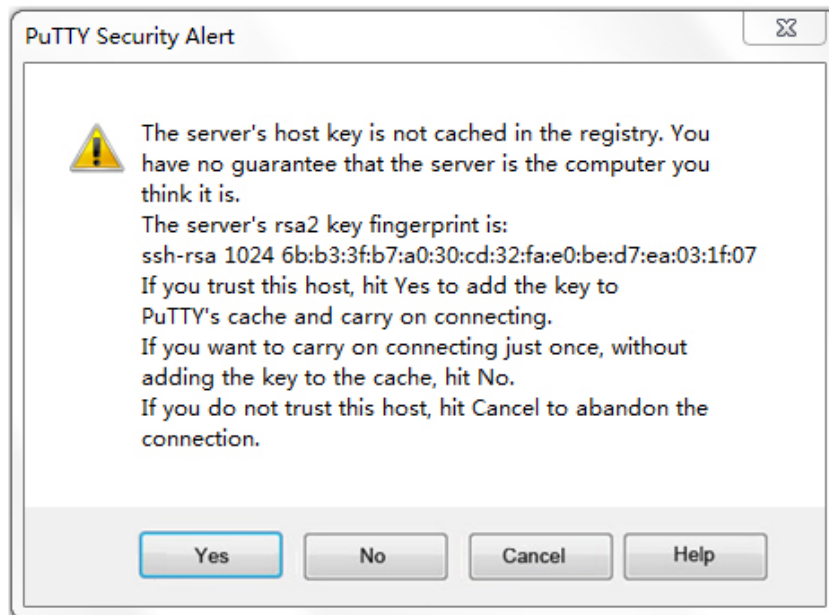 PuTTY Security Alert
The server's host key is not cached in the registry. You
have no guarantee that the server is the computer you
think it is.
The server's rsa2 key fingerprint is:
ssh-rsa 1024 6b:b3:3f:b7:a0:30:cd:32:fa:e0:be:d7:ea:03:1f:07
If you trust this host, hit Yes to add the key to
PuTTY's cache and carry on connecting.
If you want to carry on connecting just once, without
adding the key to the cache, hit No.
If you do not trust this host, hit Cancel to abandon the
connection.
Yes No Cancel Help